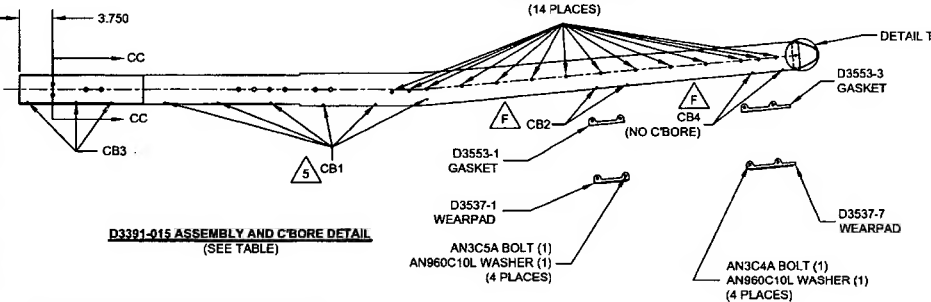 (14 PLACES)
3.750
DETAIL T
CC
D3553-3
GASKET
F
CB2
F
CB4
(NO C'BORE)
CC
CB3
5
CB1
D3553-1
GASKET
D3537-1
WEARPAD
D3537-7
WEARPAD
D3391-015 ASSEMBLY AND C'BORE DETAIL
(SEE TABLE)
AN3C5A BOLT (1)
AN960C10L WASHER (1)
(4 PLACES)
AN3C4A BOLT (1)
AN960C10L WASHER (1)
(4 PLACES)